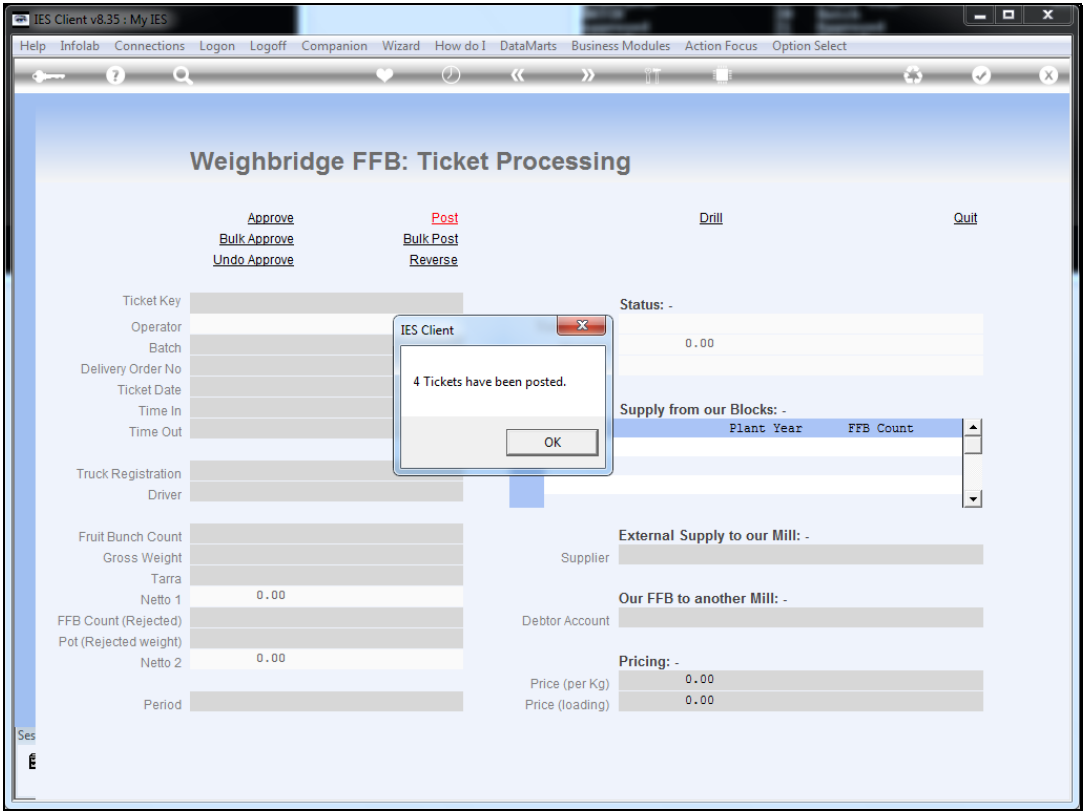 IES Client v8.35 : My IES
Help Infolab Connections Logon Logoff Companion Wizard How do I DataMarts Business Modules Action Focus Option Select
Weighbridge FFB: Ticket Processing
Approve Post Drill Quit
Bulk Approve Bulk Post
Undo Approve Reverse
Ticket Key
Status: -
Operator
Batch 0.00
Delivery Order No
Ticket Date
Time In
Supply from our Blocks: -
Time Out
Plant Year FFB Count
IES Client
4 Tickets have been posted.
OK
Truck Registration
Driver
Fruit Bunch Count
External Supply to our Mill: -
Gross Weight
Supplier
Tarra
Netto 1 0.00
Our FFB to another Mill: -
FFB Count (Rejected)
Debtor Account
Pot (Rejected weight)
Netto 2 0.00
Pricing: -
Price (per Kg) 0.00
Period
Price (loading) 0.00
Ses